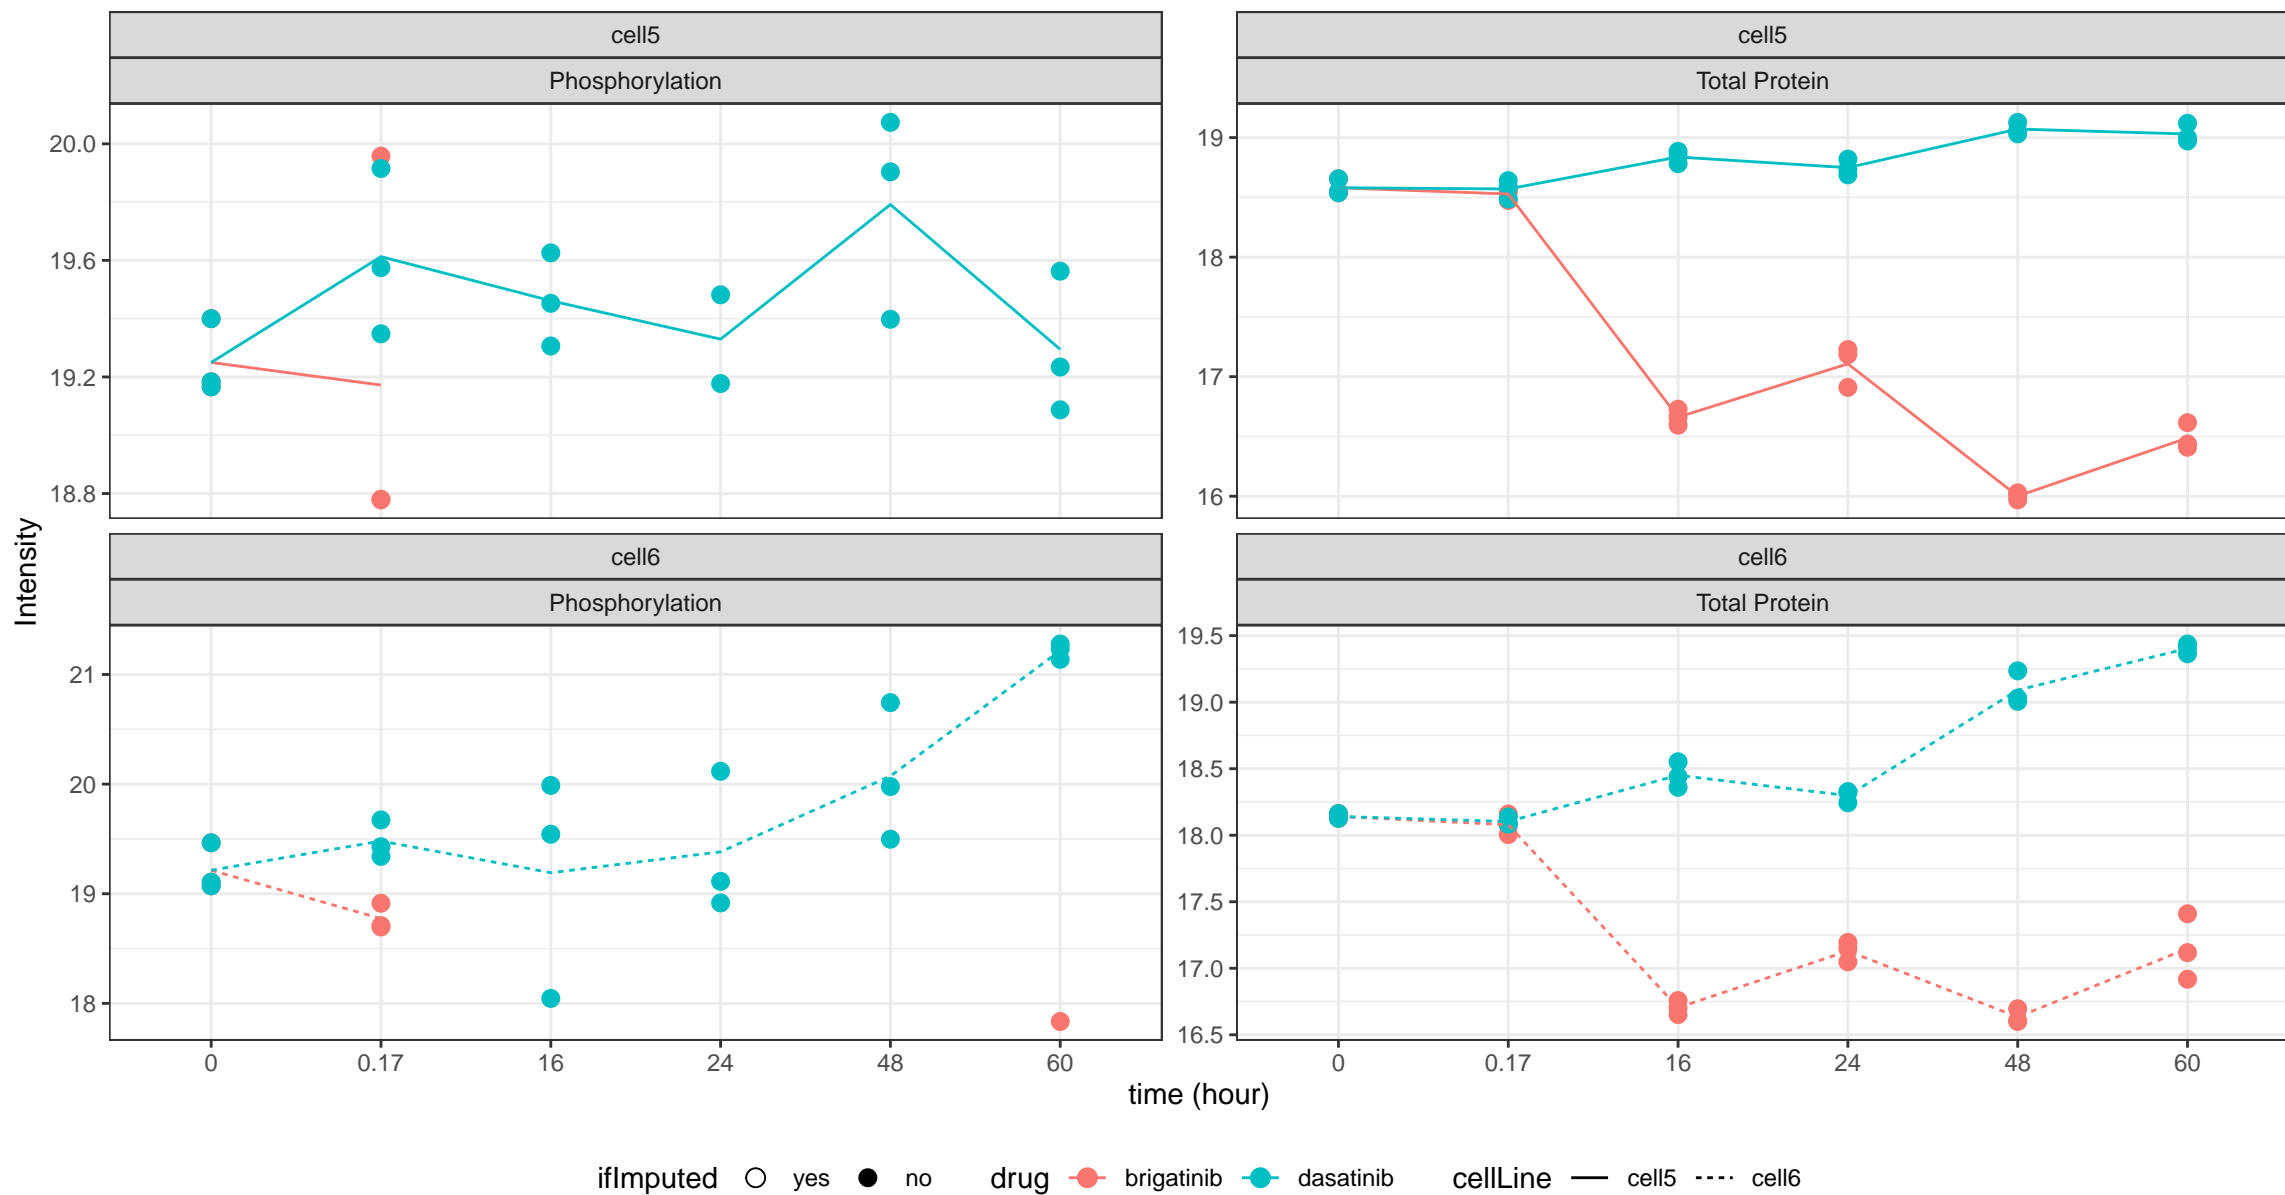 cell5
Phosphorylation
20.0
19.6
19.2
18.8
cell5
Total Protein
19
18
17
16
Intensity
cell6
Phosphorylation
21
20
19
18
0 0.17 16 24 48 60
cell6
Total Protein
19.5
19.0
18.5
18.0
17.5
17.0
16.5
0 0.17 16 24 48 60
time (hour)
ifImputed yes no drug brigatinib dasatinib cellLine cell5 cell6